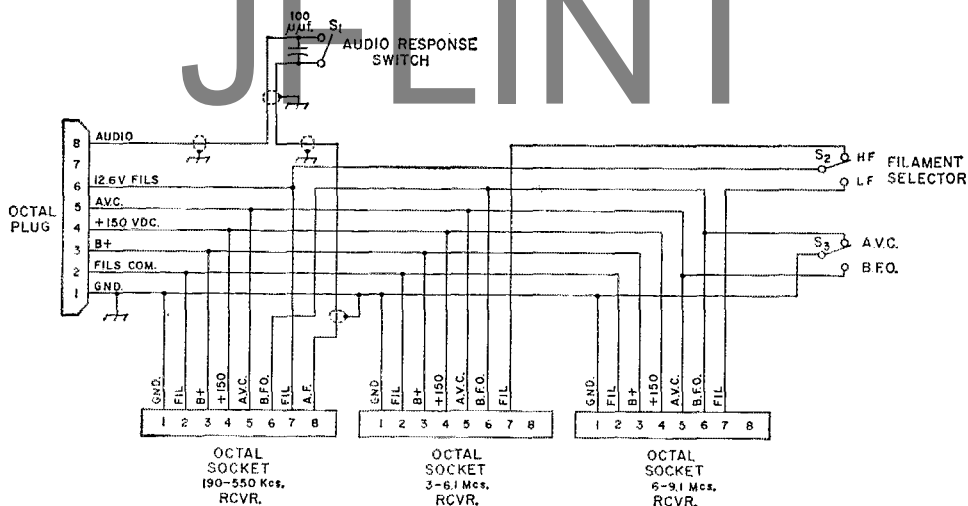 JFLINT
100
μμf.
S1
AUDIO RESPONSE
SWITCH
OCTAL
PLUG
8 AUDIO
7
6 12.6V FILS
5 A.V.C.
4 +150 VDC.
3 B+
2 FILS COM.
1 GND.
S2
HF
LF
FILAMENT
SELECTOR
S3
A.V.C.
B.F.O.
GND. FIL B+ +150 A.V.C. B.F.O. FIL A.F.
1 2 3 4 5 6 7 8
OCTAL
SOCKET
190-550 Kcs.
RCVR.
GND. FIL B+ +150 A.V.C. B.F.O. FIL
1 2 3 4 5 6 7 8
OCTAL
SOCKET
3-6.1 Mcs.
RCVR.
GND. FIL B+ +150 A.V.C. B.F.O. FIL
1 2 3 4 5 6 7 8
OCTAL
SOCKET
6-9.1 Mcs.
RCVR.